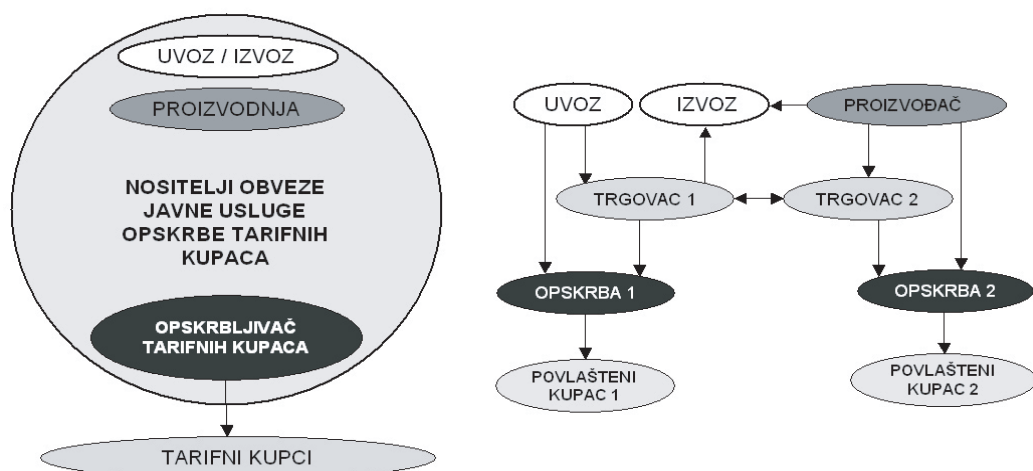 UVOZ / IZVOZ
PROIZVODNJA
NOSITELJI OBVEZE
JAVNE USLUGE
OPSKRBE TARIFNIH
KUPACA
OPSKRBLJIVAČ
TARIFNIH KUPACA
TARIFNI KUPCI
UVOZ
IZVOZ
PROIZVOĐAČ
TRGOVAC 1
TRGOVAC 2
OPSKRBA 1
OPSKRBA 2
POVLAŠTENI
KUPAC 1
POVLAŠTENI
KUPAC 2